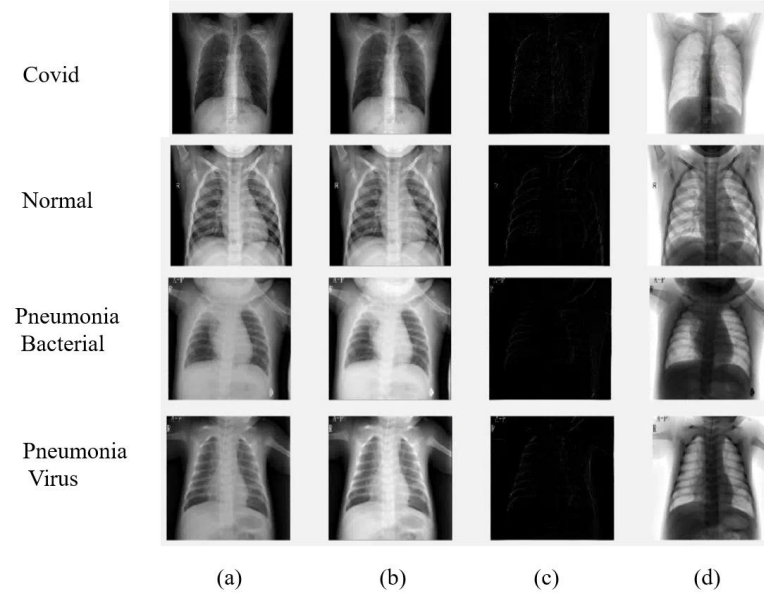 Covid
Normal
R
R
R
Pneumonia
Bacterial
Pneumonia
Virus
(a)
(b)
(c)
(d)